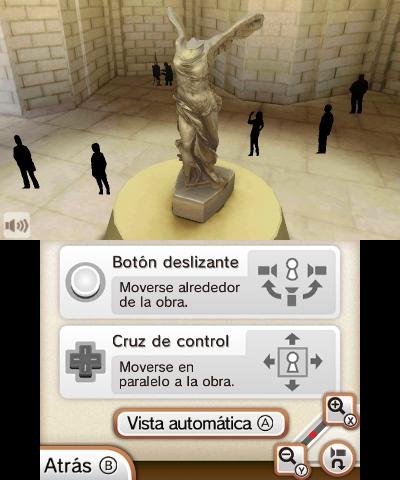 Botón deslizante
Moverse alrededor
de la obra.
Cruz de control
Moverse en
paralelo a la obra.
Vista automática Ⓐ
X
Atrás Ⓑ
Y